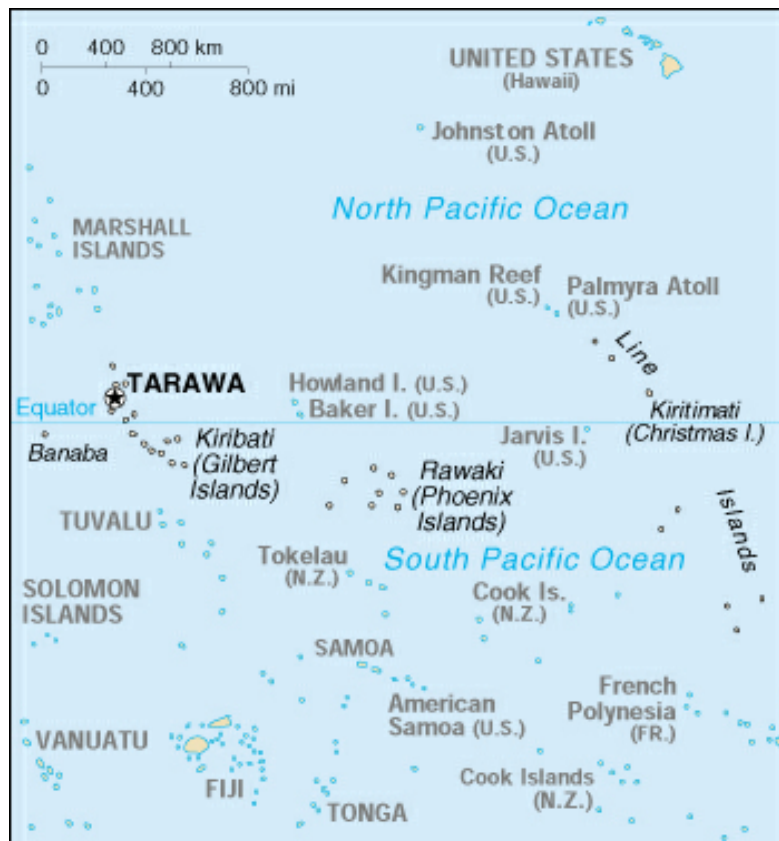 0 400 800 km
0 400 800 mi
UNITED STATES
(Hawaii)
Johnston Atoll
(U.S.)
North Pacific Ocean
MARSHALL
ISLANDS
Kingman Reef
(U.S.)
Palmyra Atoll
(U.S.)
Line
TARAWA
Howland I. (U.S.)
Equator
Baker I. (U.S.)
Kiritimati
(Christmas I.)
Banaba
Kiribati
(Gilbert
Islands)
Jarvis I.
(U.S.)
Rawaki
(Phoenix
Islands)
Islands
TUVALU
Tokelau
(N.Z.)
South Pacific Ocean
SOLOMON
ISLANDS
Cook Is.
(N.Z.)
SAMOA
American
Samoa (U.S.)
French
Polynesia
(FR.)
VANUATU
FIJI
TONGA
Cook Islands
(N.Z.)